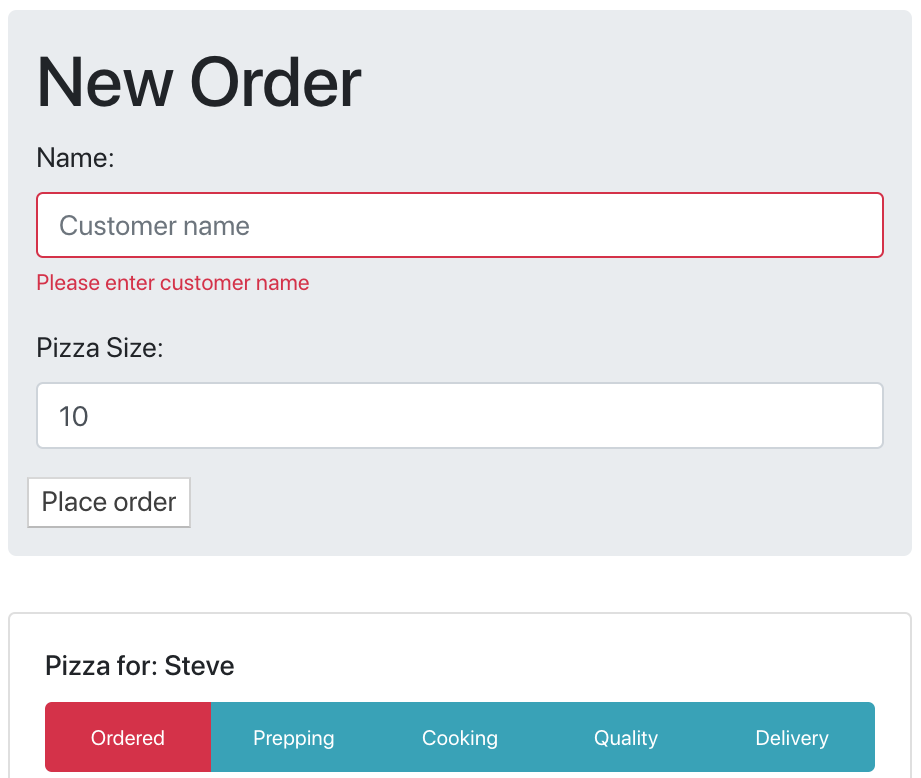 New Order
Name:
Customer name
Please enter customer name
Pizza Size:
10
Place order
Pizza for: Steve
Ordered Prepping Cooking Quality Delivery